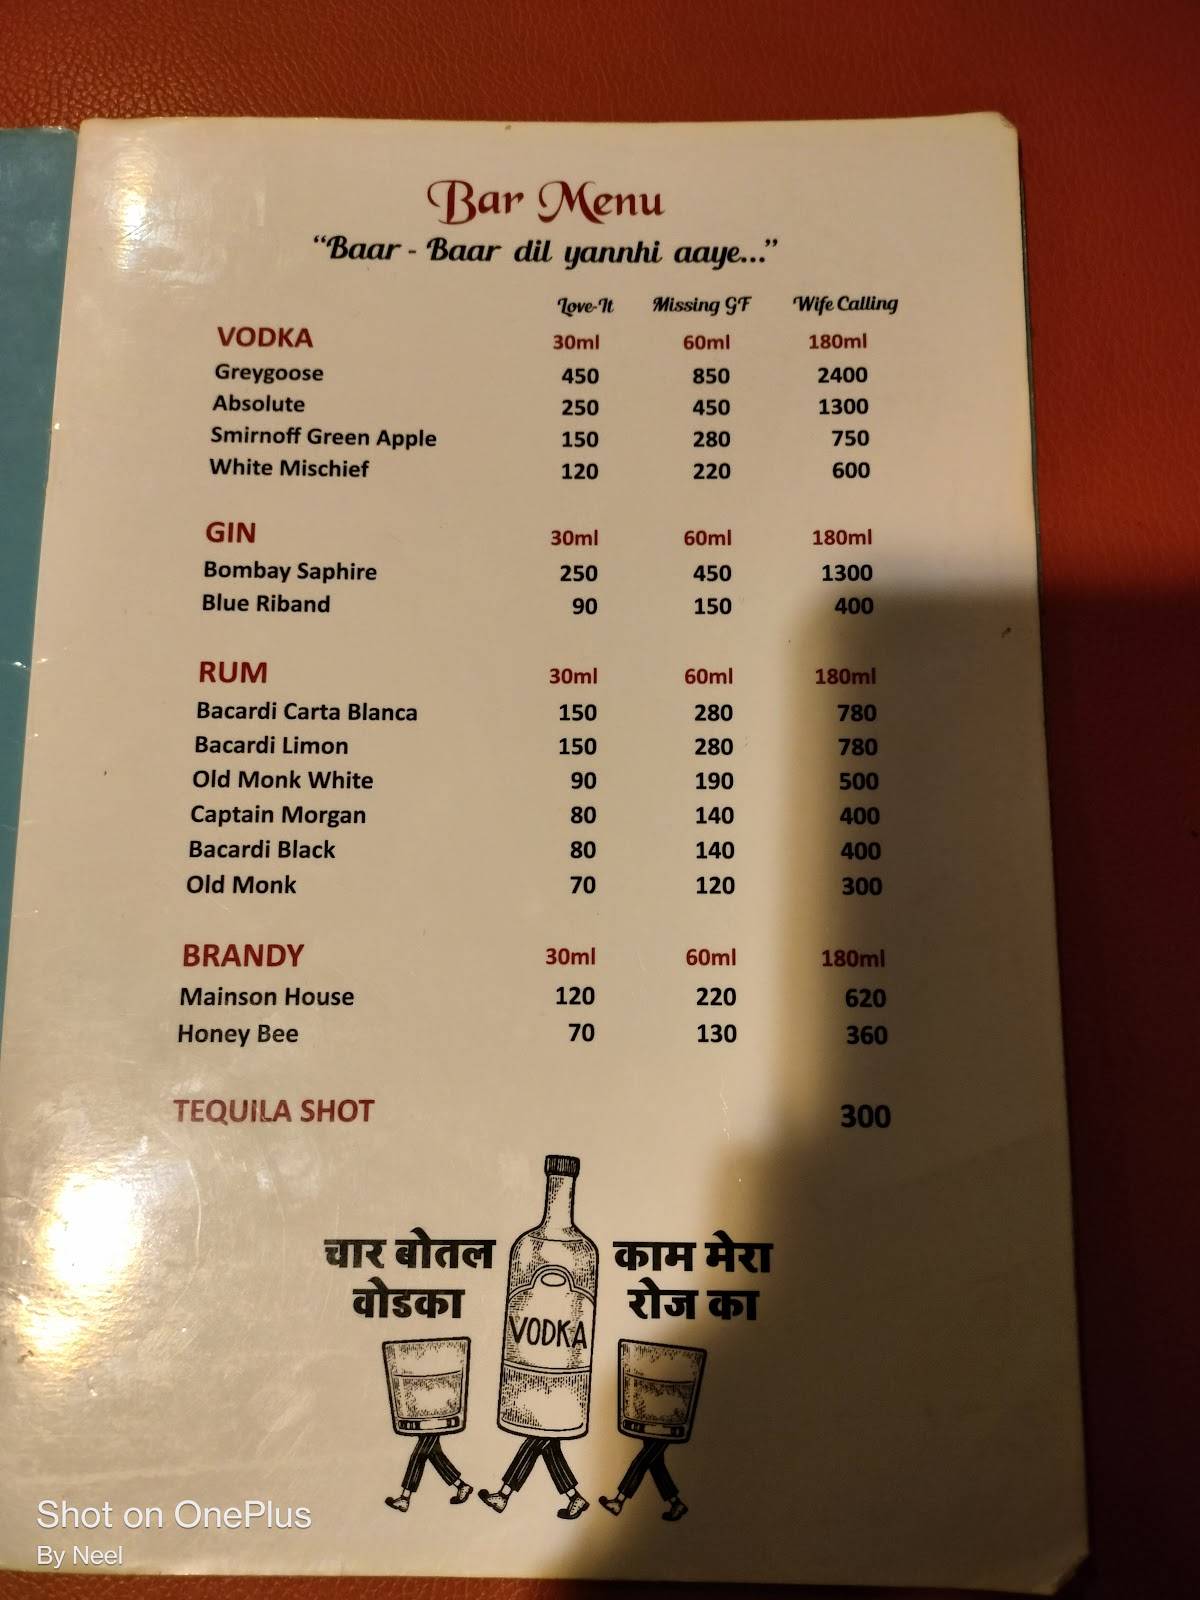 Bar Menu
“Baar - Baar dil yannhi aaye...”
Love-It Missing GF Wife Calling
VODKA 30ml 60ml 180ml
Greygoose 450 850 2400
Absolute 250 450 1300
Smirnoff Green Apple 150 280 750
White Mischief 120 220 600
GIN 30ml 60ml 180ml
Bombay Saphire 250 450 1300
Blue Riband 90 150 400
RUM 30ml 60ml 180ml
Bacardi Carta Blanca 150 280 780
Bacardi Limon 150 280 780
Old Monk White 90 190 500
Captain Morgan 80 140 400
Bacardi Black 80 140 400
Old Monk 70 120 300
BRANDY 30ml 60ml 180ml
Mainson House 120 220 620
Honey Bee 70 130 360
TEQUILA SHOT 300
चार बोतल काम मेरा
वोडका रोज का
VODKA
Shot on OnePlus
By Neel